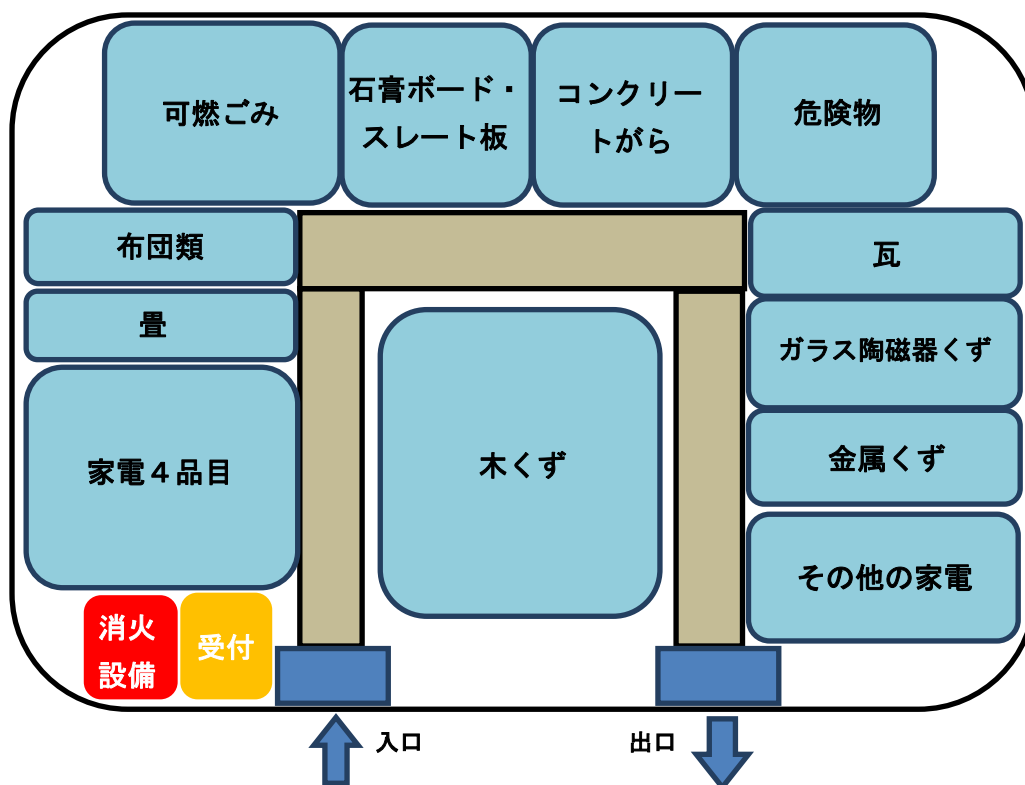 可燃ごみ
石膏ボード・
スレート板
コンクリー
トがら
危険物
布団類
瓦
畳
ガラス陶磁器くず
家電４品目
木くず
金属くず
その他の家電
消火
設備
受付
入口
出口